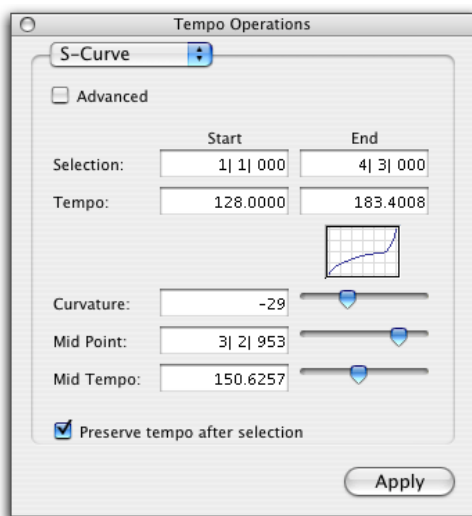 Tempo Operations
S-Curve
Advanced
Start End
Selection: 1| 1| 000 4| 3| 000
Tempo: 128.0000 183.4008
Curvature: -29
Mid Point: 3| 2| 953
Mid Tempo: 150.6257
Preserve tempo after selection
Apply